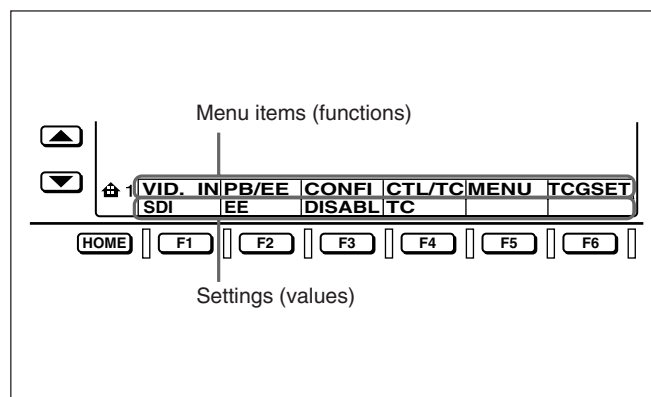 Menu items (functions)
1 VID. IN PB/EE CONFI CTL/TC MENU TCGSET
SDI EE DISABL TC
HOME F1 F2 F3 F4 F5 F6
Settings (values)